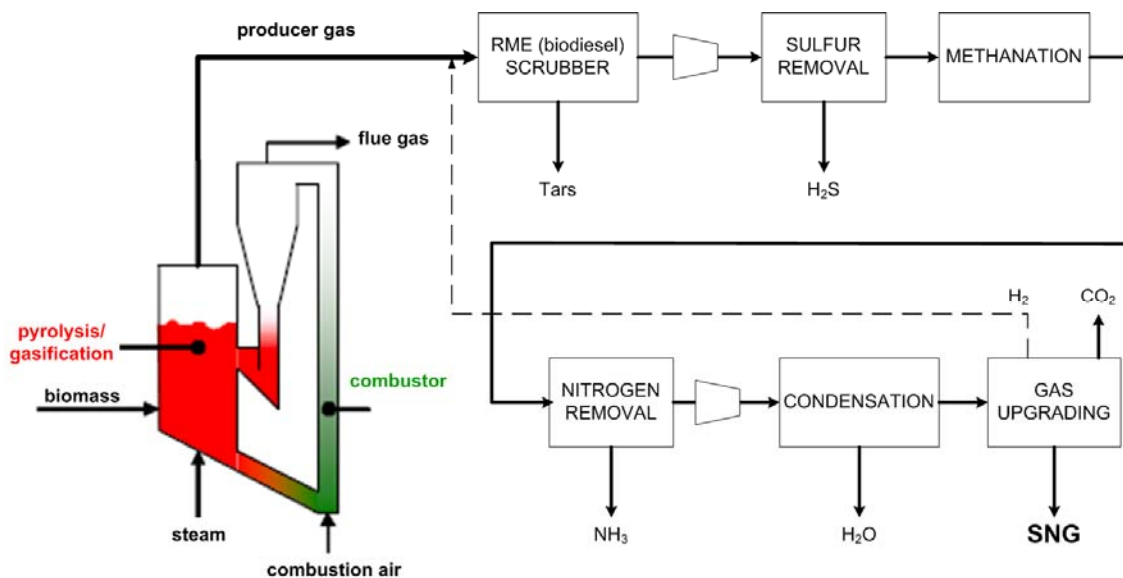 producer gas
RME (biodiesel)
SCRUBBER
SULFUR
REMOVAL
METHANATION
flue gas
Tars
H₂S
pyrolysis/
gasification
biomass
combustor
steam
combustion air
H₂
CO₂
NITROGEN
REMOVAL
CONDENSATION
GAS
UPGRADING
NH₃
H₂O
SNG